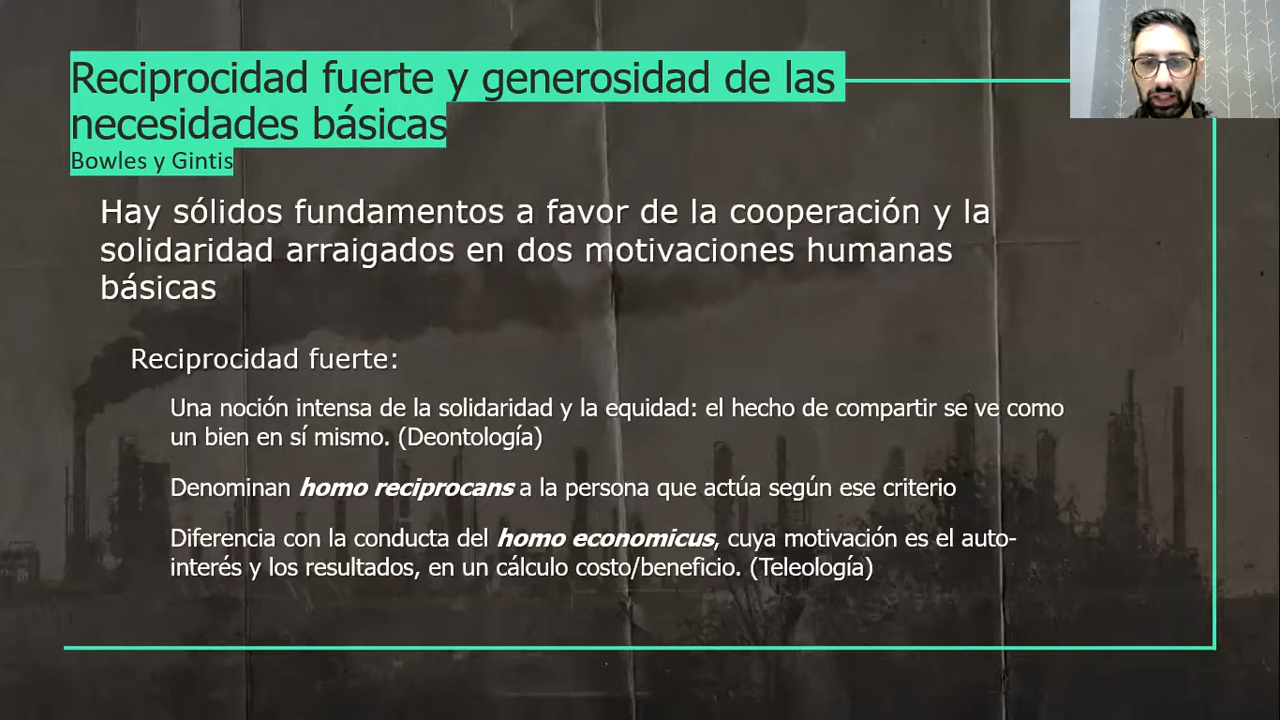 Reciprocidad fuerte y generosidad de las
necesidades básicas
Bowles y Gintis
Hay sólidos fundamentos a favor de la cooperación y la
solidaridad arraigados en dos motivaciones humanas
básicas
Reciprocidad fuerte:
Una noción intensa de la solidaridad y la equidad: el hecho de compartir se ve como
un bien en sí mismo. (Deontología)
Denominan homo reciprocans a la persona que actúa según ese criterio
Diferencia con la conducta del homo economicus, cuya motivación es el auto-
interés y los resultados, en un cálculo costo/beneficio. (Teleología)